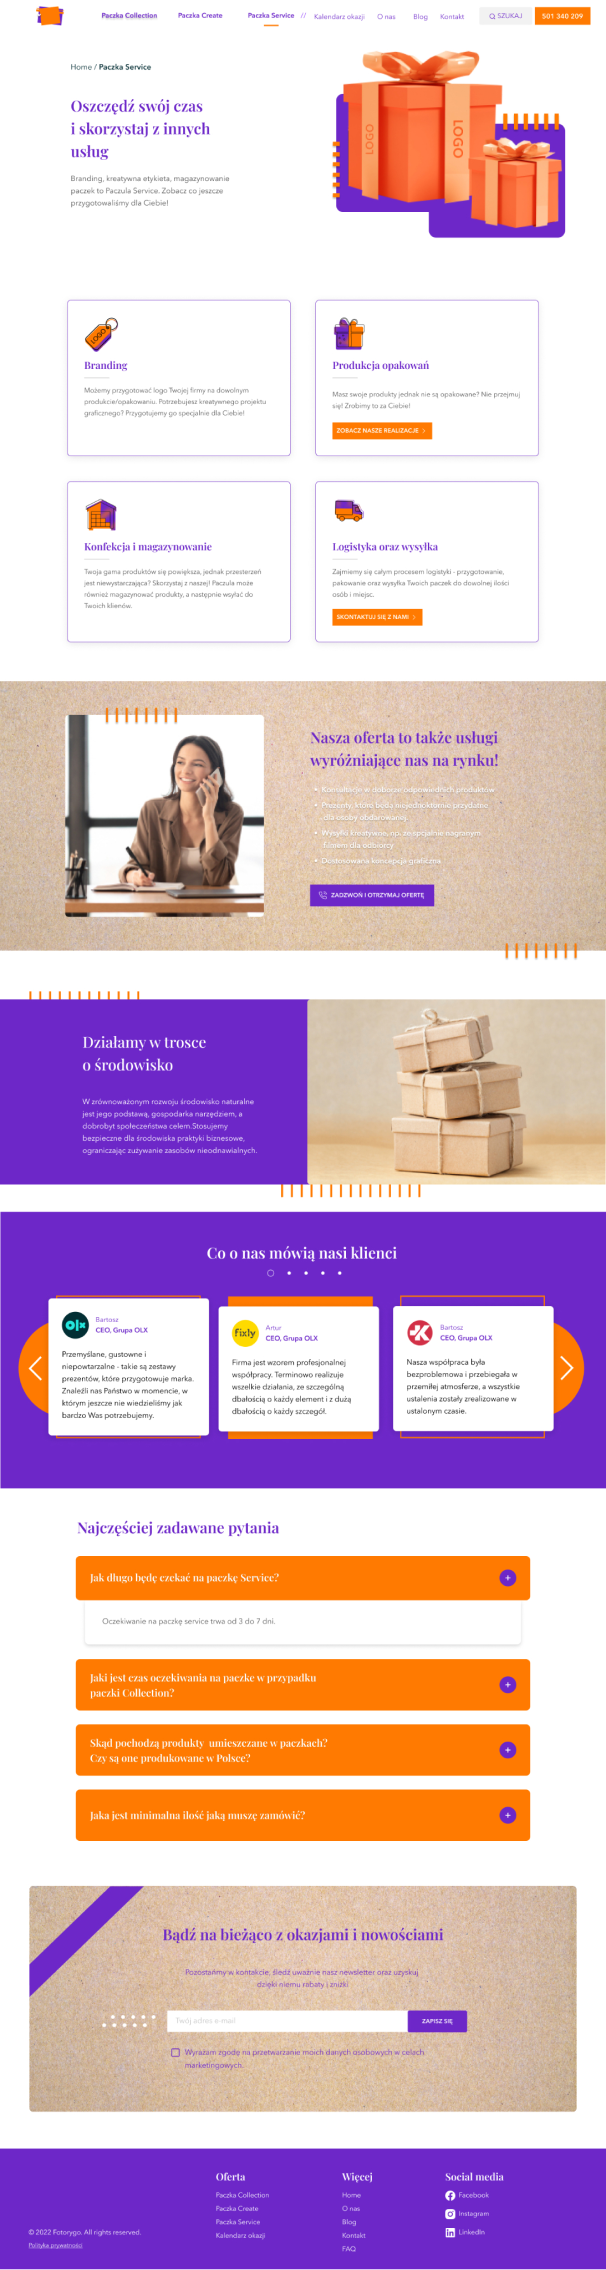 Paczka Collection
Paczka Create
Paczka Service
//
Kalendarz okazji
O nas
Blog
Kontakt
SZUKAJ
501 340 209
Home / Paczka Service
Oszczędź swój czas
i skorzystaj z innych
usług
Branding, kreatywna etykieta, magazynowanie
paczek to Paczula Service. Zobacz co jeszcze
przygotowaliśmy dla Ciebie!
LOGO
LOGO
LOGO
Branding
Możemy przygotować logo Twojej firmy na dowolnym
produkcie/opakowaniu. Potrzebujesz kreatywnego projektu
graficznego? Przygotujemy go specjalnie dla Ciebie!
Produkcja opakowań
Masz swoje produkty jednak nie są opakowane? Nie przejmuj
się! Zrobimy to za Ciebie!
ZOBACZ NASZE REALIZACJE >
Konfekcja i magazynowanie
Twoja gama produktów się powiększa, jednak przesterzeń
jest niewystarczająca? Skorzystaj z naszej! Paczula może
również magazynować produkty, a następnie wsyłać do
Twoich klienów.
Logistyka oraz wysyłka
Zajmiemy się całym procesem logistyki - przygotowanie,
pakowanie oraz wysyłka Twoich paczek do dowolnej ilości
osób i miejsc.
SKONTAKTUJ SIĘ Z NAMI >
Nasza oferta to także usługi
wyróżniające nas na rynku!
• Konsultacje w doborze odpowiednich produktów
• Prezenty, które będą niejednokrotnie przydatne
dla osoby obdarowanej
• Wysyłki kreatywne, np. ze specjalnie nagranym
filmem dla odbiorcy
• Dostosowana koncepcja graficzna
ZADZWOŃ I OTRZYMAJ OFERTĘ
Działamy w trosce
o środowisko
W zrównoważonym rozwoju środowisko naturalne
jest jego podstawą, gospodarka narzędziem, a
dobrobyt społeczeństwa celem.Stosujemy
bezpieczne dla środowiska praktyki biznesowe,
ograniczając zużywanie zasobów nieodnawialnych.
Co o nas mówią nasi klienci
olx
Bartosz
CEO, Grupa OLX
Przemyślane, gustowne i
niepowtarzalne - takie są zestawy
prezentów, które przygotowuje marka.
Znaleźli nas Państwo w momencie, w
którym jeszcze nie wiedzieliśmy jak
bardzo Was potrzebujemy.
fixly
Artur
CEO, Grupa OLX
Firma jest wzorem profesjonalnej
współpracy. Terminowo realizuje
wszelkie działania, ze szczególną
dbałością o każdy element i z dużą
dbałością o każdy szczegół.
Bartosz
CEO, Grupa OLX
Nasza współpraca była
bezproblemowa i przebiegała w
przemiłej atmosferze, a wszystkie
ustalenia zostały zrealizowane w
ustalonym czasie.
Najczęściej zadawane pytania
Jak długo będę czekać na paczkę Service?
Oczekiwanie na paczkę service trwa od 3 do 7 dni.
Jaki jest czas oczekiwania na paczke w przypadku
paczki Collection?
Skąd pochodzą produkty umieszczane w paczkach?
Czy są one produkowane w Polsce?
Jaka jest minimalna ilość jaką muszę zamówić?
Bądź na bieżąco z okazjami i nowościami
Pozostańmy w kontakcie, śledź uważnie nasz newsletter oraz uzyskuj
dzięki niemu rabaty i zniżki
Twój adres e-mail
ZAPISZ SIĘ
Wyrażam zgodę na przetwarzanie moich danych osobowych w celach
marketingowych.
Oferta
Paczka Collection
Paczka Create
Paczka Service
Kalendarz okazji
Więcej
Home
O nas
Blog
Kontakt
FAQ
Social media
Facebook
Instagram
LinkedIn
© 2022 Fotorygo. All rights reserved.
Polityka prywatności